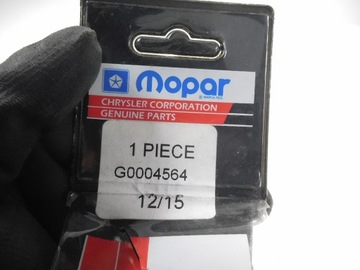 Mopar
CHRYSLER CORPORATION
GENUINE PARTS
1 PIECE
G0004564
12/15